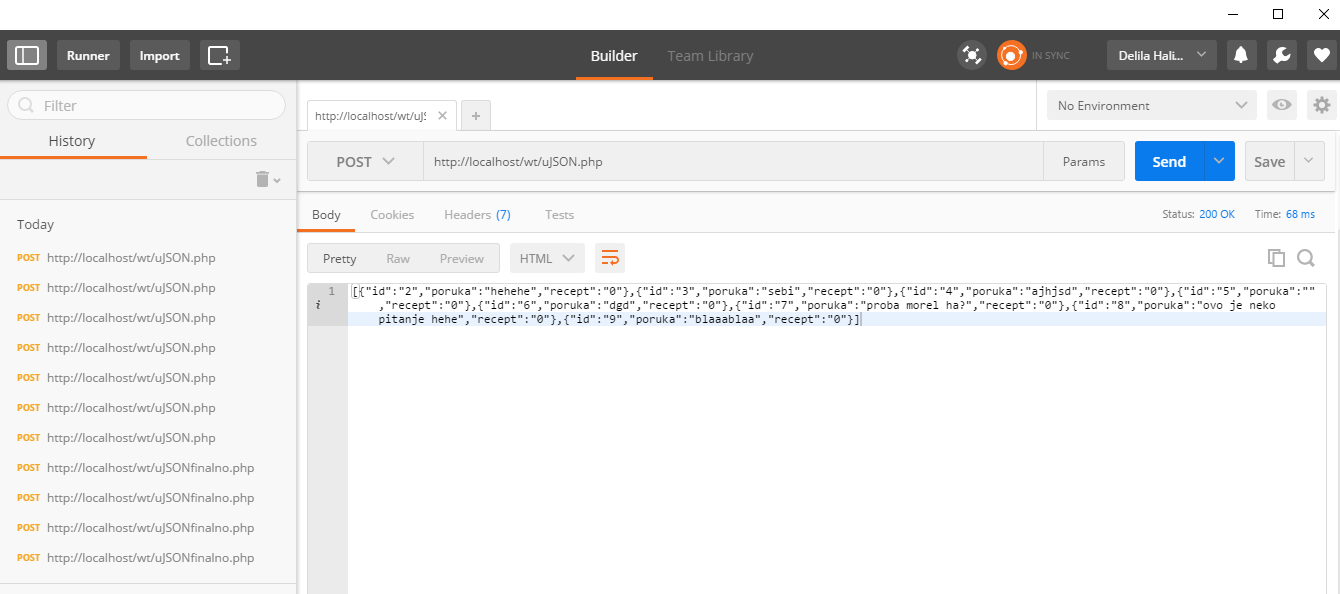 Runner Import Builder Team Library IN SYNC Delila Hali...
Filter
http://localhost/wt/uJS
No Environment
History Collections
POST http://localhost/wt/uJSON.php Params Send Save
Body Cookies Headers (7) Tests Status: 200 OK Time: 68 ms
Pretty Raw Preview HTML
Today
POST http://localhost/wt/uJSON.php
POST http://localhost/wt/uJSON.php
POST http://localhost/wt/uJSON.php
POST http://localhost/wt/uJSON.php
POST http://localhost/wt/uJSON.php
POST http://localhost/wt/uJSON.php
POST http://localhost/wt/uJSON.php
POST http://localhost/wt/uJSONfinalno.php
POST http://localhost/wt/uJSONfinalno.php
POST http://localhost/wt/uJSONfinalno.php
POST http://localhost/wt/uJSONfinalno.php
1 [{"id":"2","poruka":"hehehe","recept":"0"},{"id":"3","poruka":"sebi","recept":"0"},{"id":"4","poruka":"ajhjsd","recept":"0"},{"id":"5","poruka":""
i ,"recept":"0"},{"id":"6","poruka":"dgd","recept":"0"},{"id":"7","poruka":"proba morel ha?","recept":"0"},{"id":"8","poruka":"ovo je neko
pitanje hehe","recept":"0"},{"id":"9","poruka":"blaaablaa","recept":"0"}]